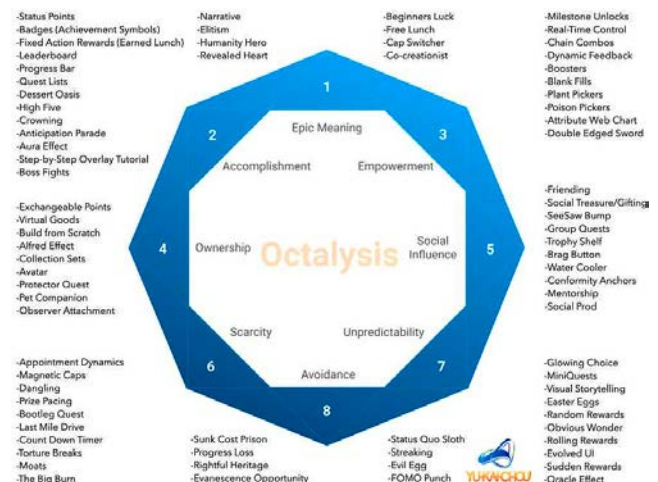 -Status Points
-Badges (Achievement Symbols)
-Fixed Action Rewards (Earned Lunch)
-Leaderboard
-Progress Bar
-Quest Lists
-Dessert Oasis
-High Five
-Crowning
-Anticipation Parade
-Aura Effect
-Step-by-Step Overlay Tutorial
-Boss Fights
-Narrative
-Elitism
-Humanity Hero
-Revealed Heart
-Beginners Luck
-Free Lunch
-Cap Switcher
-Co-creationist
-Milestone Unlocks
-Real-Time Control
-Chain Combos
-Dynamic Feedback
-Boosters
-Blank Fills
-Plant Pickers
-Poison Pickers
-Attribute Web Chart
-Double Edged Sword
1
Epic Meaning
2
Accomplishment
3
Empowerment
4
Ownership
Octalysis
Social
Influence
5
Scarcity
6
Unpredictability
7
Avoidance
8
-Exchangeable Points
-Virtual Goods
-Build from Scratch
-Alfred Effect
-Collection Sets
-Avatar
-Protector Quest
-Pet Companion
-Observer Attachment
-Friending
-Social Treasure/Gifting
-SeeSaw Bump
-Group Quests
-Trophy Shelf
-Brag Button
-Water Cooler
-Conformity Anchors
-Mentorship
-Social Prod
-Appointment Dynamics
-Magnetic Caps
-Dangling
-Prize Pacing
-Bootleg Quest
-Last Mile Drive
-Count Down Timer
-Torture Breaks
-Moats
-The Big Burn
-Sunk Cost Prison
-Progress Loss
-Rightful Heritage
-Evanescence Opportunity
-Status Quo Sloth
-Streaking
-Evil Egg
-FOMO Punch
YUKAICHOU
-Glowing Choice
-MiniQuests
-Visual Storytelling
-Easter Eggs
-Random Rewards
-Obvious Wonder
-Rolling Rewards
-Evolved UI
-Sudden Rewards
-Oracle Effect